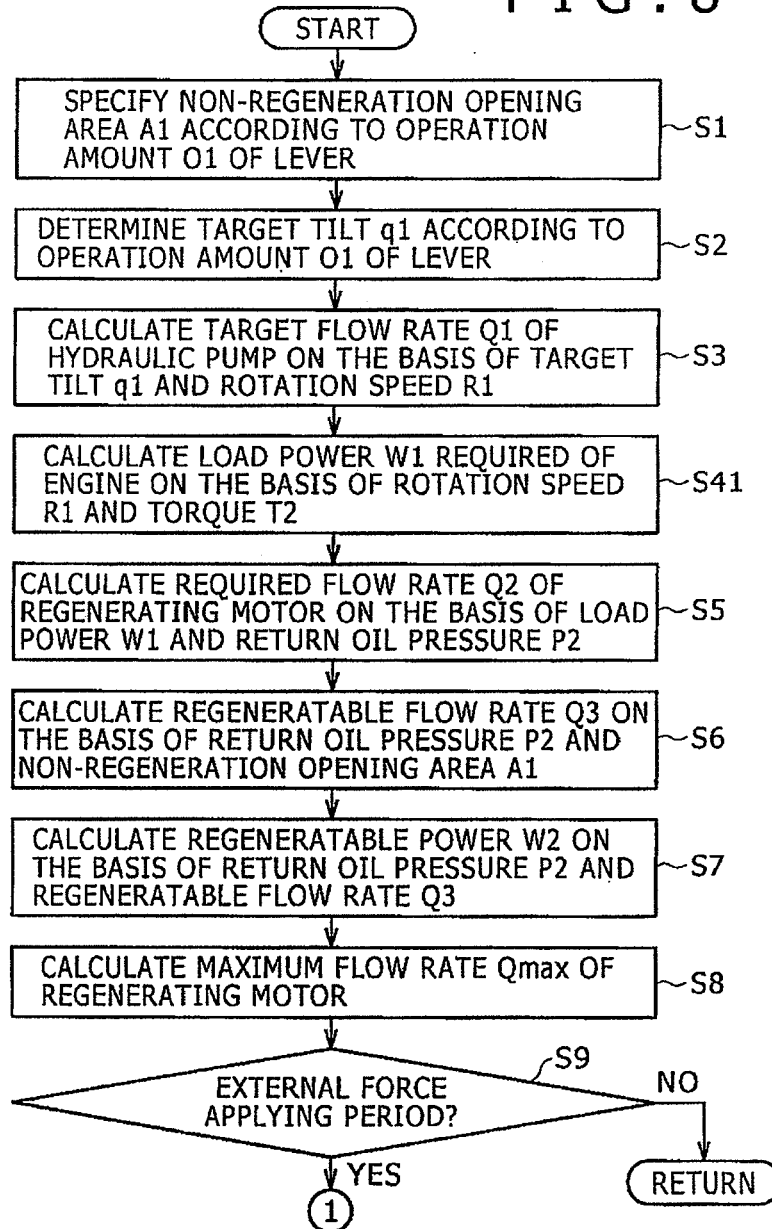 FIG.8
START
SPECIFY NON-REGENERATION OPENING
AREA A1 ACCORDING TO OPERATION
AMOUNT O1 OF LEVER
S1
DETERMINE TARGET TILT q1 ACCORDING TO
OPERATION AMOUNT O1 OF LEVER
S2
CALCULATE TARGET FLOW RATE Q1 OF
HYDRAULIC PUMP ON THE BASIS OF TARGET
TILT q1 AND ROTATION SPEED R1
S3
CALCULATE LOAD POWER W1 REQUIRED OF
ENGINE ON THE BASIS OF ROTATION SPEED
R1 AND TORQUE T2
S41
CALCULATE REQUIRED FLOW RATE Q2 OF
REGENERATING MOTOR ON THE BASIS OF LOAD
POWER W1 AND RETURN OIL PRESSURE P2
S5
CALCULATE REGENERATABLE FLOW RATE Q3 ON
THE BASIS OF RETURN OIL PRESSURE P2 AND
NON-REGENERATION OPENING AREA A1
S6
CALCULATE REGENERATABLE POWER W2 ON
THE BASIS OF RETURN OIL PRESSURE P2 AND
REGENERATABLE FLOW RATE Q3
S7
CALCULATE MAXIMUM FLOW RATE Qmax OF
REGENERATING MOTOR
S8
S9
EXTERNAL FORCE
APPLYING PERIOD?
NO
YES
RETURN
1